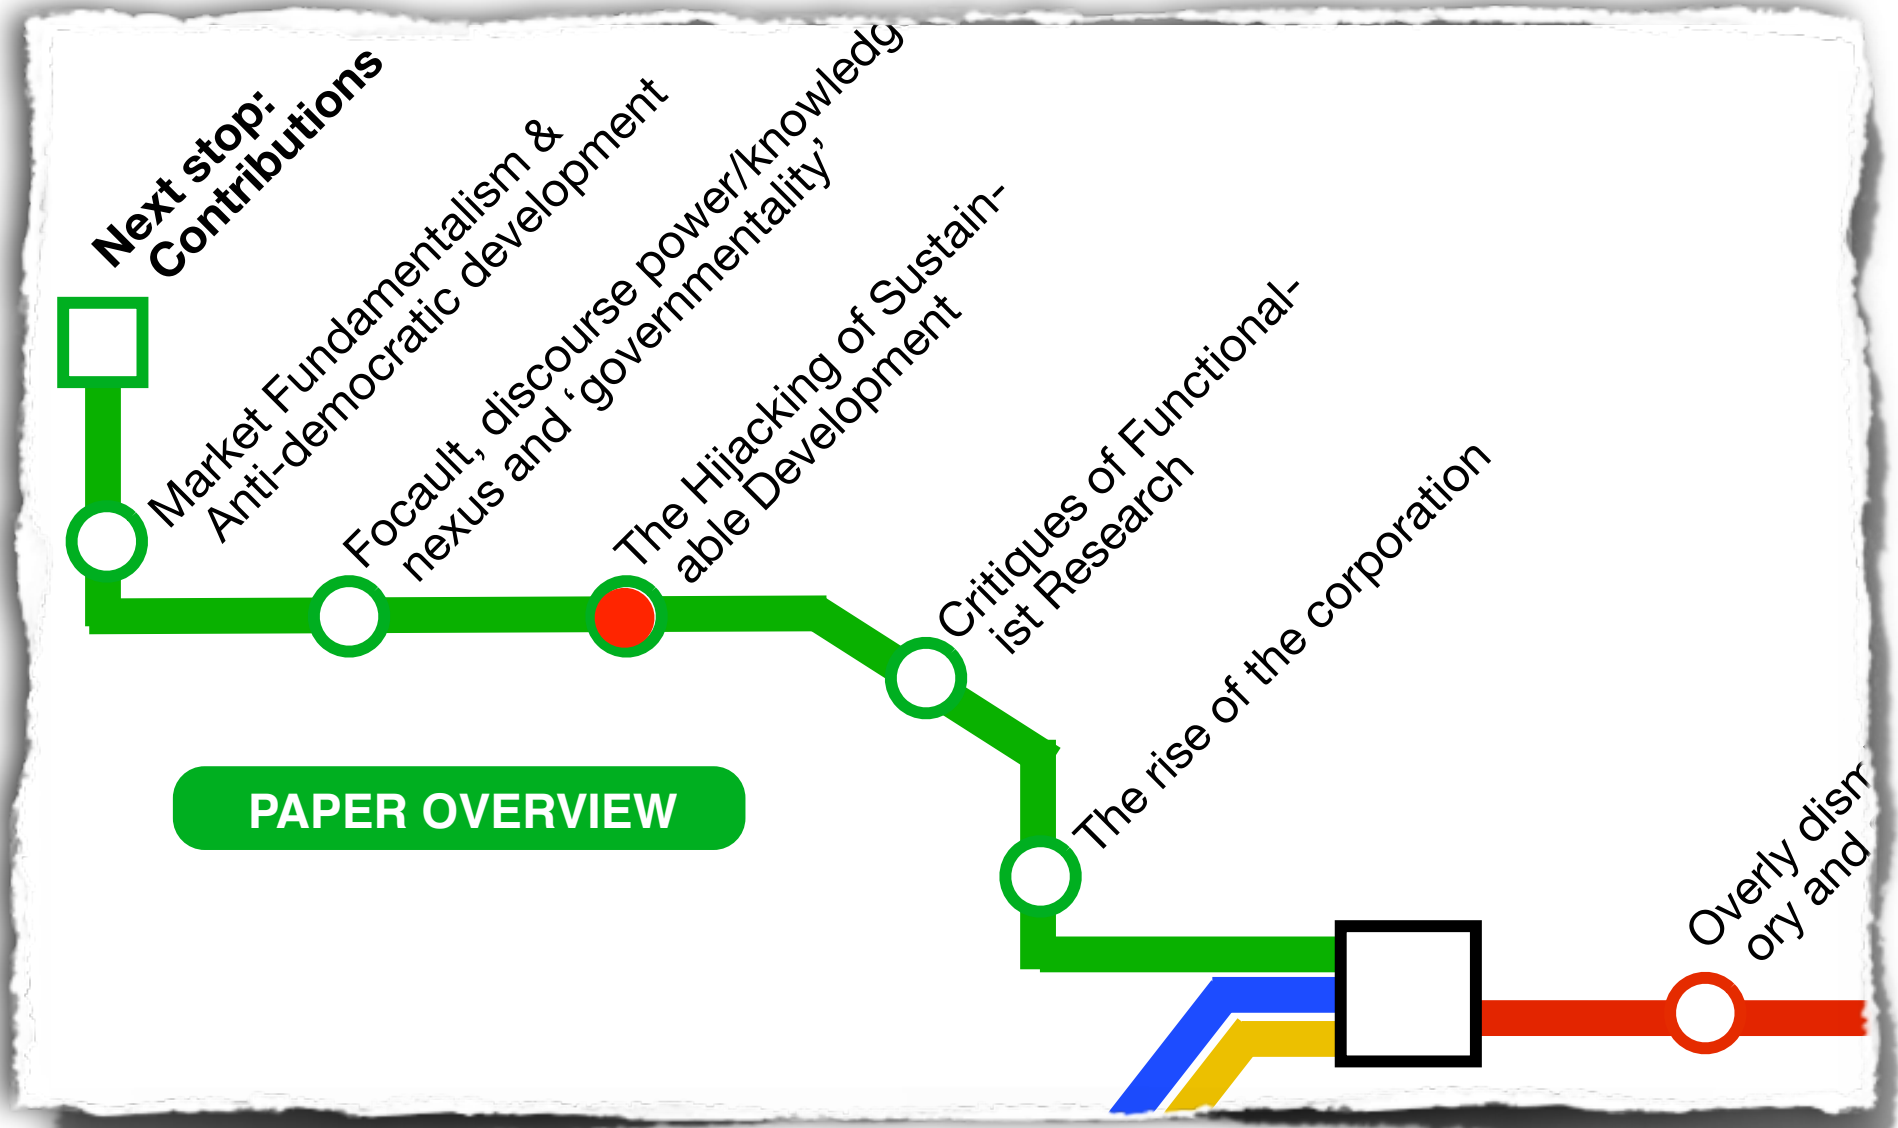 Next stop:
Contributions
Market Fundamentalism &
Anti-democratic development
Focault, discourse power/knowledg
nexus and ‘governmentality’
The Hijacking of Sustain-
able Development
Critiques of Functional-
ist Research
The rise of the corporation
PAPER OVERVIEW
Overly
ory and